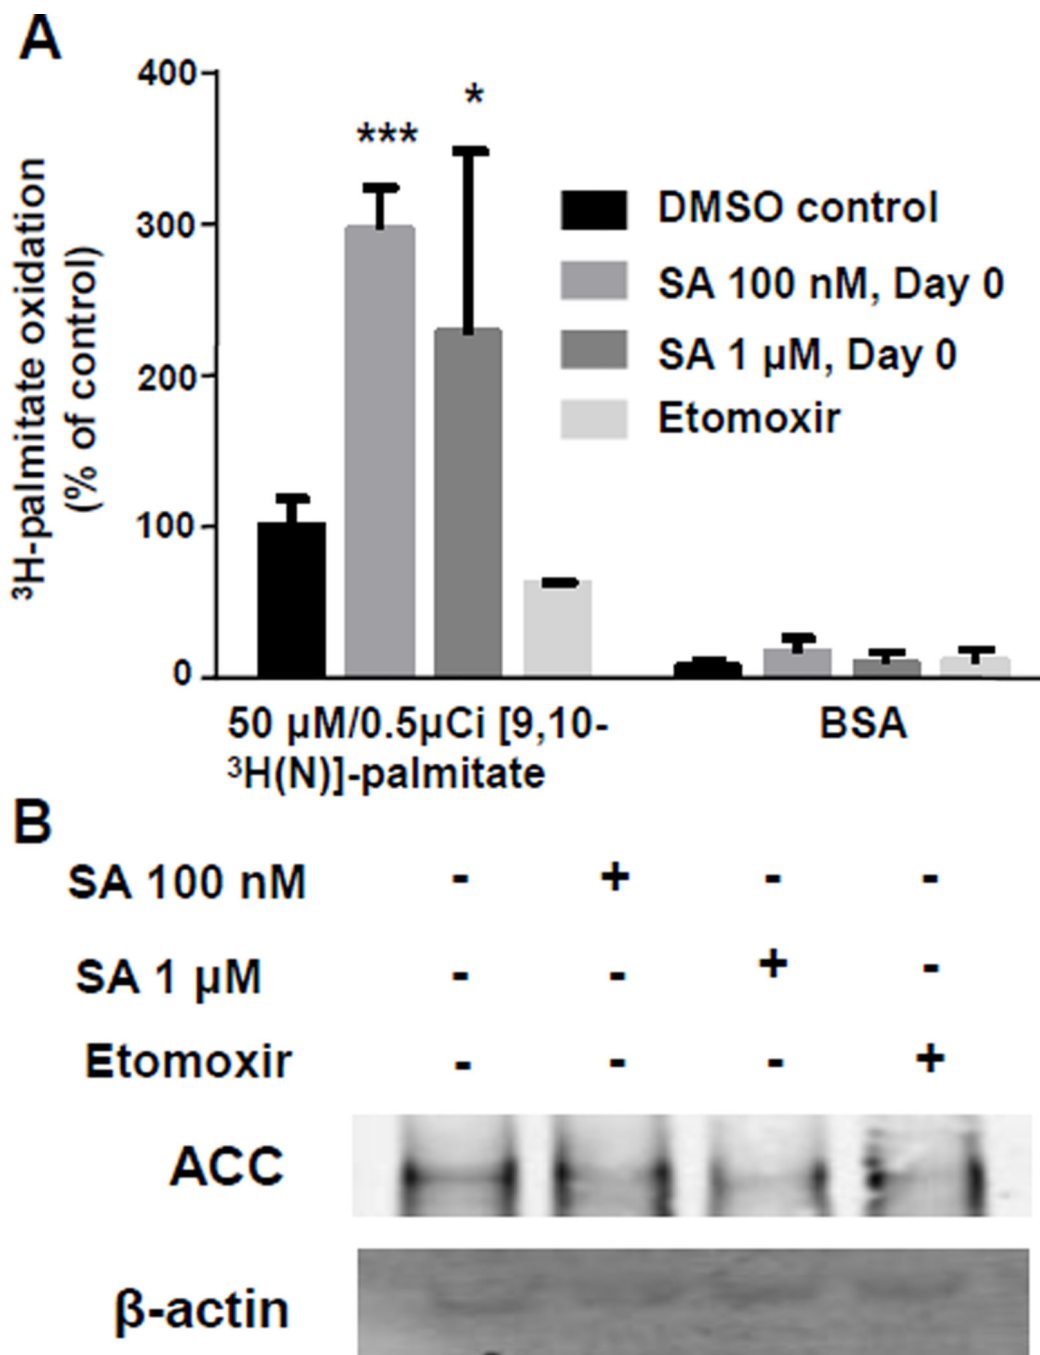 A
400
300
200
100
0
³H-palmitate oxidation
(% of control)
***
*
DMSO control
SA 100 nM, Day 0
SA 1 µM, Day 0
Etomoxir
50 µM/0.5µCi [9,10-
³H(N)]-palmitate
BSA
B
SA 100 nM - + - -
SA 1 µM - - + -
Etomoxir - - - +
ACC
β-actin